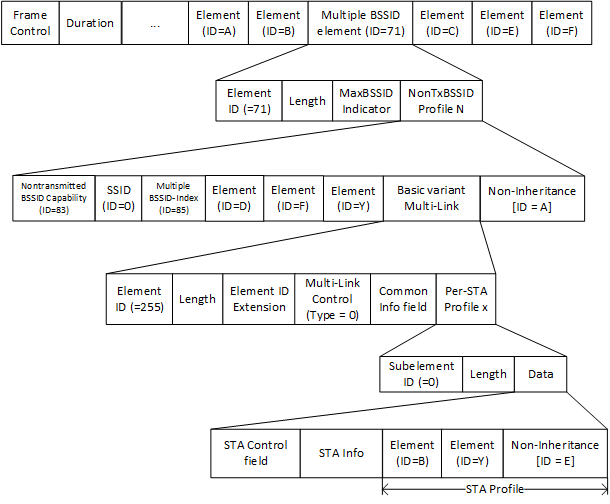 Frame
Control
Duration
...
Element
(ID=A)
Element
(ID=B)
Multiple BSSID
element (ID=71)
Element
(ID=C)
Element
(ID=E)
Element
(ID=F)
Element
ID (=71)
Length
MaxBSSID
Indicator
NonTxBSSID
Profile N
Nontransmitted
BSSID Capability
(ID=83)
SSID
(ID=0)
Multiple
BSSID-Index
(ID=85)
Element
(ID=D)
Element
(ID=F)
Element
(ID=Y)
Basic variant
Multi-Link
Non-Inheritance
[ID = A]
Element
ID (=255)
Length
Element ID
Extension
Multi-Link
Control
(Type = 0)
Common
Info field
Per-STA
Profile x
Subelement
ID (=0)
Length
Data
STA Control
field
STA Info
Element
(ID=B)
Element
(ID=Y)
Non-Inheritance
[ID = E]
STA Profile